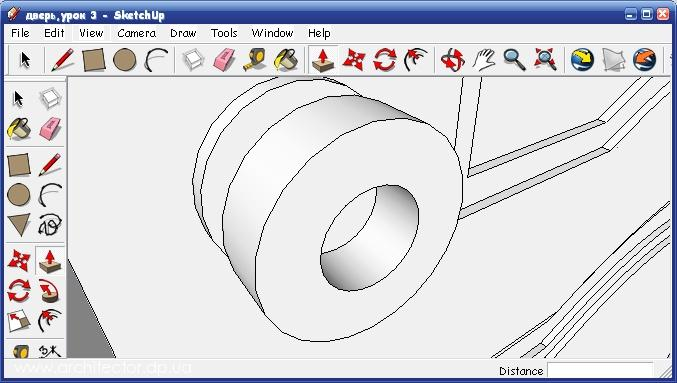 дверь,урок 3 - SketchUp
File Edit View Camera Draw Tools Window Help
www.architector.dp.ua
Distance